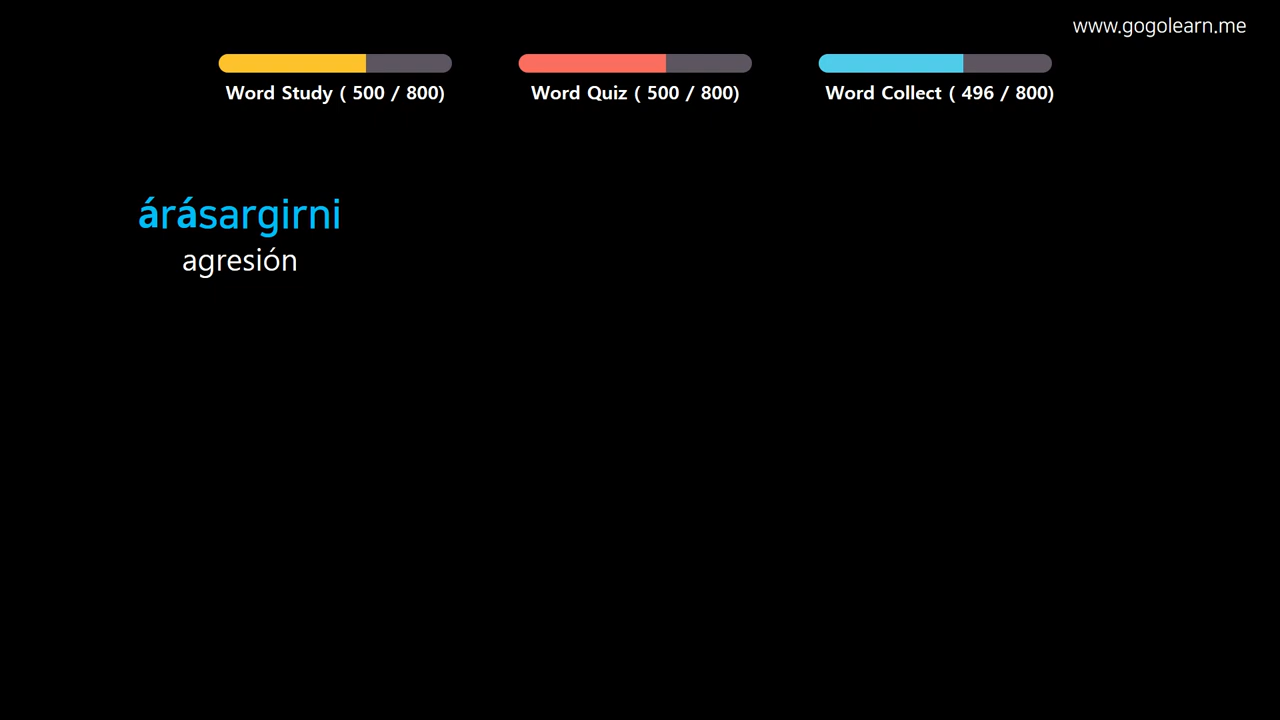 www.gogolearn.me
Word Study ( 500 / 800)
Word Quiz ( 500 / 800)
Word Collect ( 496 / 800)
árásargirni
agresión